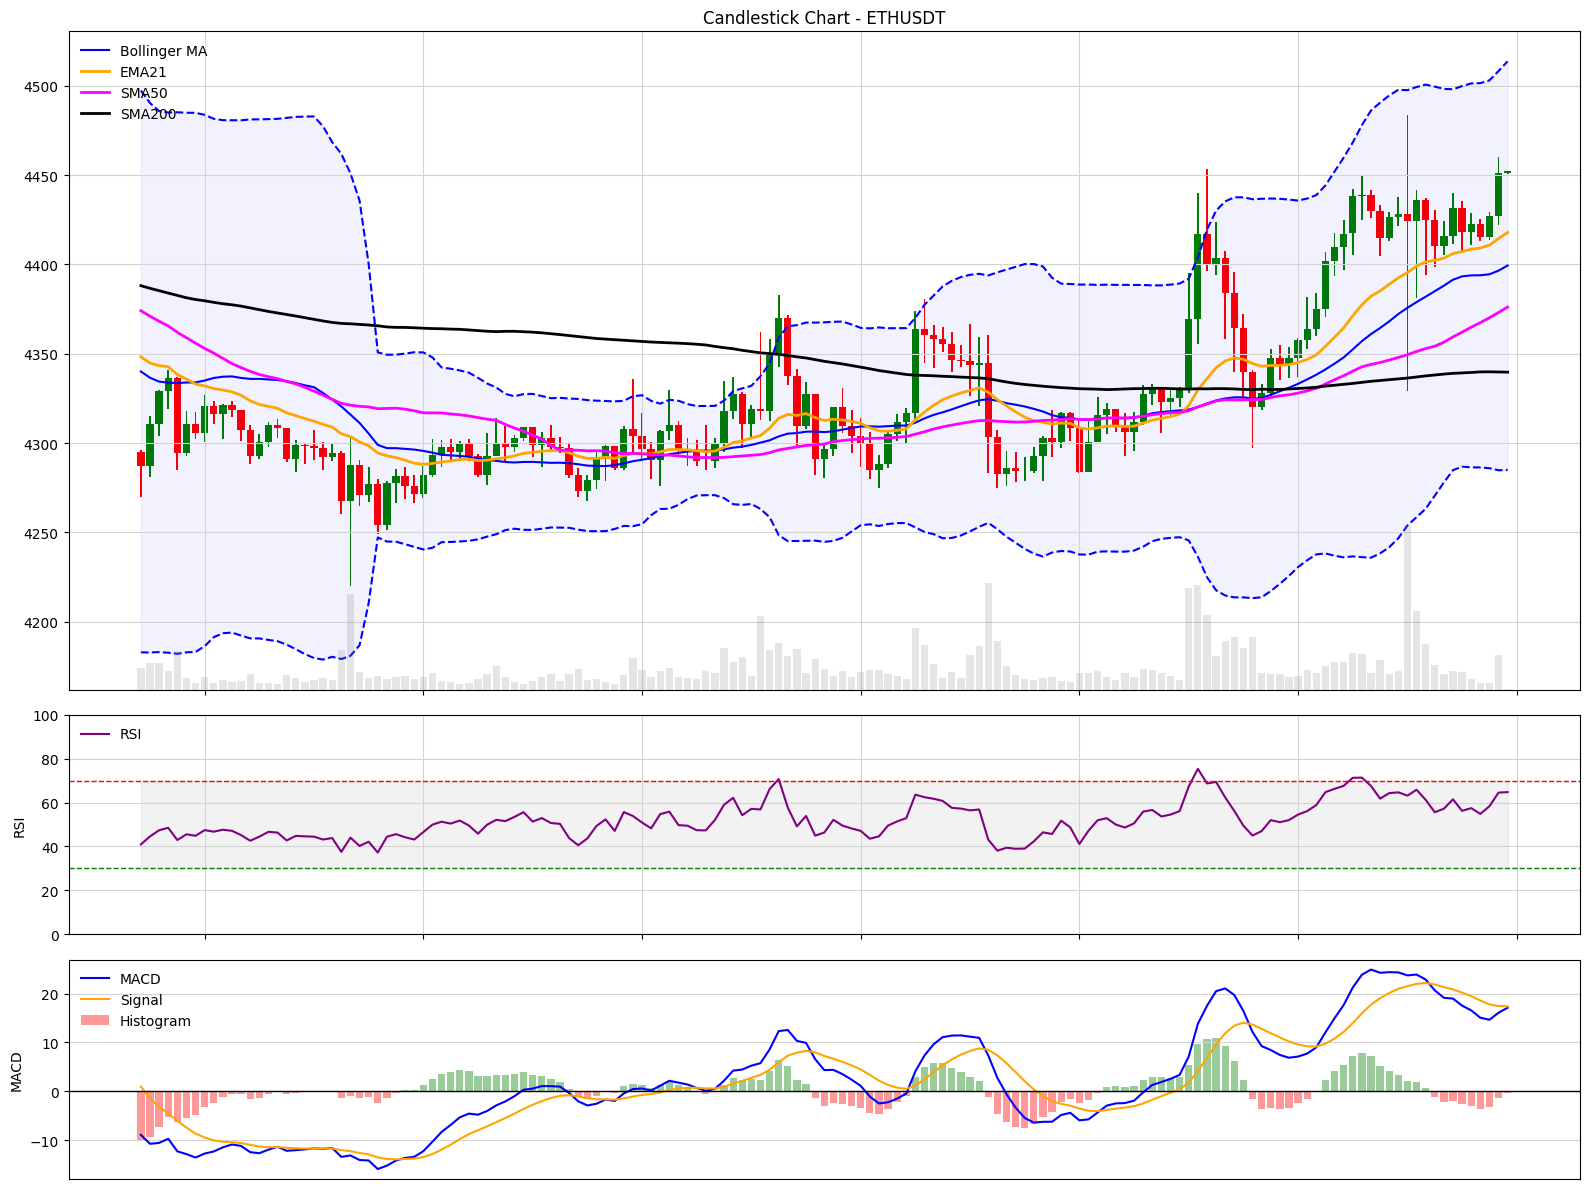 Candlestick Chart - ETHUSDT
Bollinger MA
EMA21
SMA50
SMA200
4500
4450
4400
4350
4300
4250
4200
RSI
100
80
60
40
20
0
RSI
MACD
Signal
Histogram
20
10
0
−10
MACD